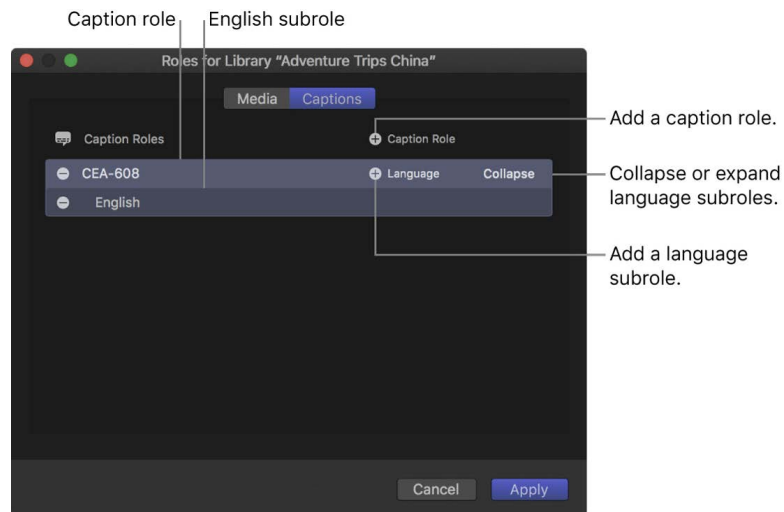 Caption role
English subrole
Roles for Library “Adventure Trips China”
Media
Captions
Add a caption role.
Caption Roles
Caption Role
CEA-608
Language
Collapse
Collapse or expand
language subroles.
English
Add a language
subrole.
Cancel
Apply